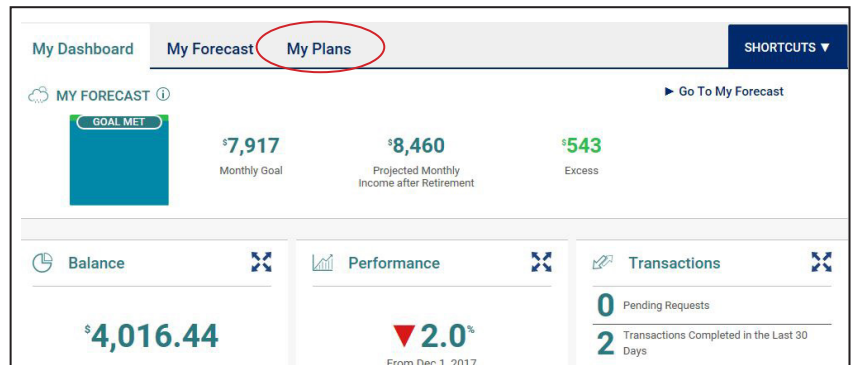 My Dashboard My Forecast My Plans SHORTCUTS ▼
MY FORECAST ⓘ ▶ Go To My Forecast
GOAL MET
$7,917 $8,460 $543
Monthly Goal Projected Monthly Excess
Income after Retirement
Balance Performance Transactions
0 Pending Requests
$4,016.44 ▼2.0%
2 Transactions Completed in the Last 30
Days
From Dec 1, 2017